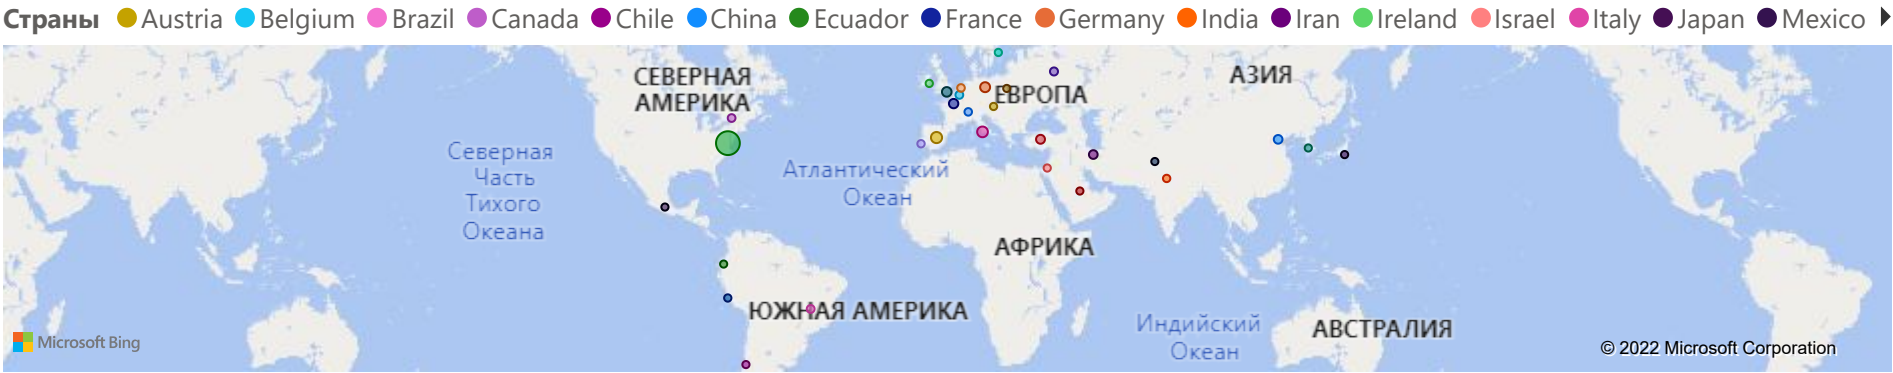 Страны Austria Belgium Brazil Canada Chile China Ecuador France Germany India Iran Ireland Israel Italy Japan Mexico
СЕВЕРНАЯ
АМЕРИКА
АЗИЯ
ЕВРОПА
Северная
Часть
Тихого
Океана
Атлантический
Океан
АФРИКА
ЮЖНАЯ АМЕРИКА
Индийский
Океан
АВСТРАЛИЯ
Microsoft Bing
© 2022 Microsoft Corporation